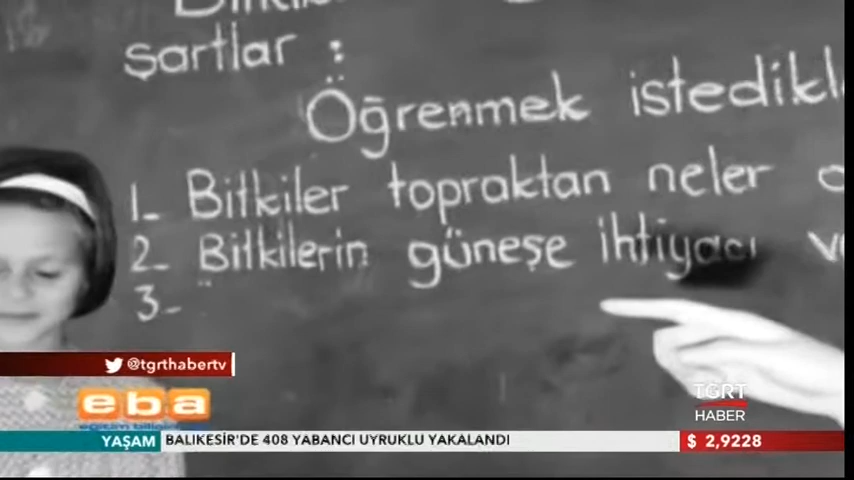 şartlar :
Öğrenmek
1- Bitkiler topraktan neler
2- Bitkilerin güneşe ihtiyacı
3-
@tgrthabertv
eba
TGRT
HABER
YAŞAM BALIKESİR'DE 408 YABANCI UYRUKLU YAKALANDI $ 2,9228